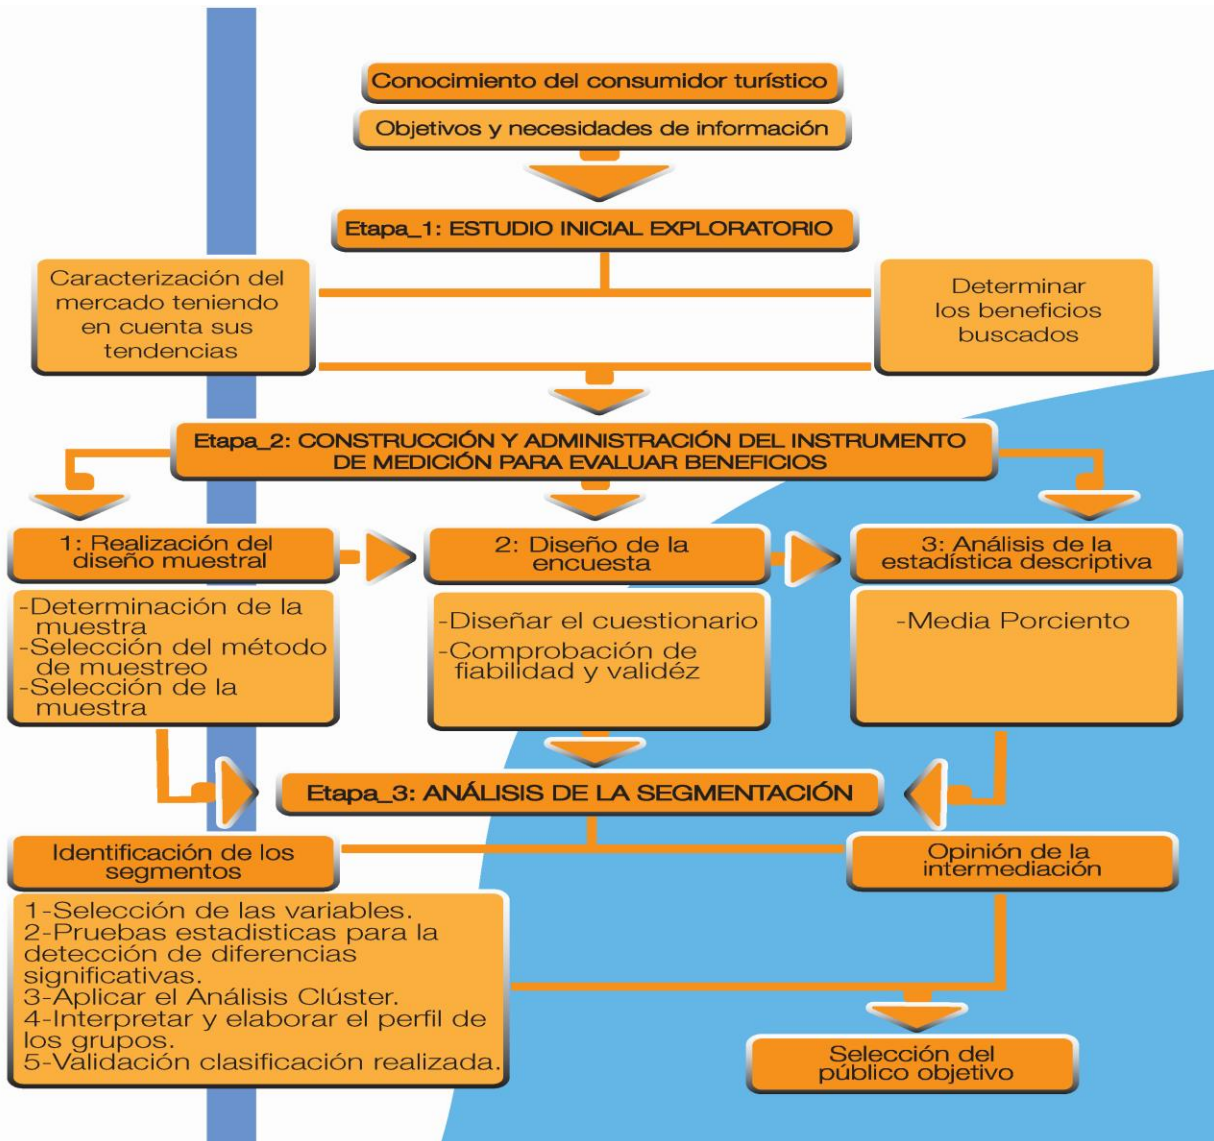 Conocimiento del consumidor turístico
Objetivos y necesidades de información
Etapa_1: ESTUDIO INICIAL EXPLORATORIO
Caracterización del
mercado teniendo
en cuenta sus
tendencias
Determinar
los beneficios
buscados
Etapa_2: CONSTRUCCIÓN Y ADMINISTRACIÓN DEL INSTRUMENTO
DE MEDICIÓN PARA EVALUAR BENEFICIOS
1: Realización del
diseño muestral
-Determinación de la
muestra
-Selección del método
de muestreo
-Selección de la
muestra
2: Diseño de la
encuesta
-Diseñar el cuestionario
-Comprobación de
fiabilidad y validéz
3: Análisis de la
estadística descriptiva
-Media Porciento
Etapa_3: ANÁLISIS DE LA SEGMENTACIÓN
Identificación de los
segmentos
1-Selección de las variables.
2-Pruebas estadisticas para la
detección de diferencias
significativas.
3-Aplicar el Análisis Clúster.
4-Interpretar y elaborar el perfil de
los grupos.
5-Validación clasificación realizada.
Opinión de la
intermediación
Selección del
público objetivo